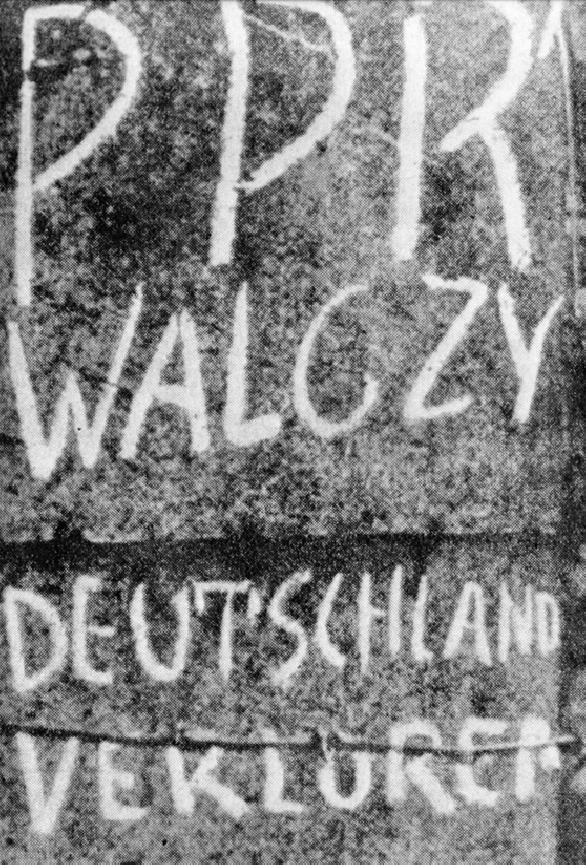 PPR
WALCZY
DEUTSCHLAND
VERLOREN